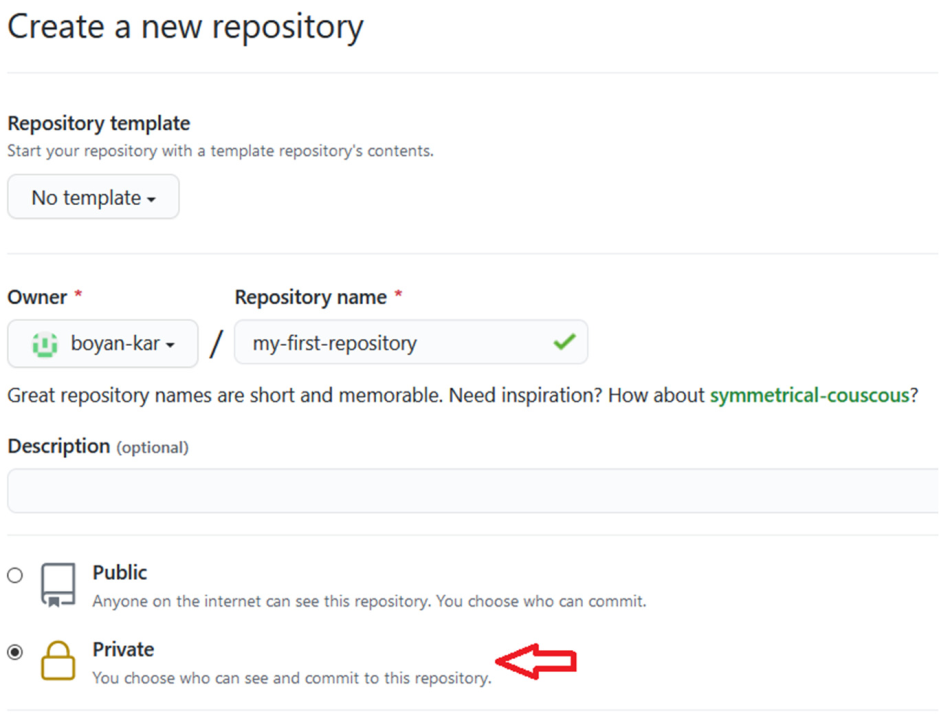 Create a new repository
Repository template
Start your repository with a template repository's contents.
No template
Owner *
Repository name *
boyan-kar / my-first-repository
Great repository names are short and memorable. Need inspiration? How about symmetrical-couscous?
Description (optional)
Public
Anyone on the internet can see this repository. You choose who can commit.
Private
You choose who can see and commit to this repository.